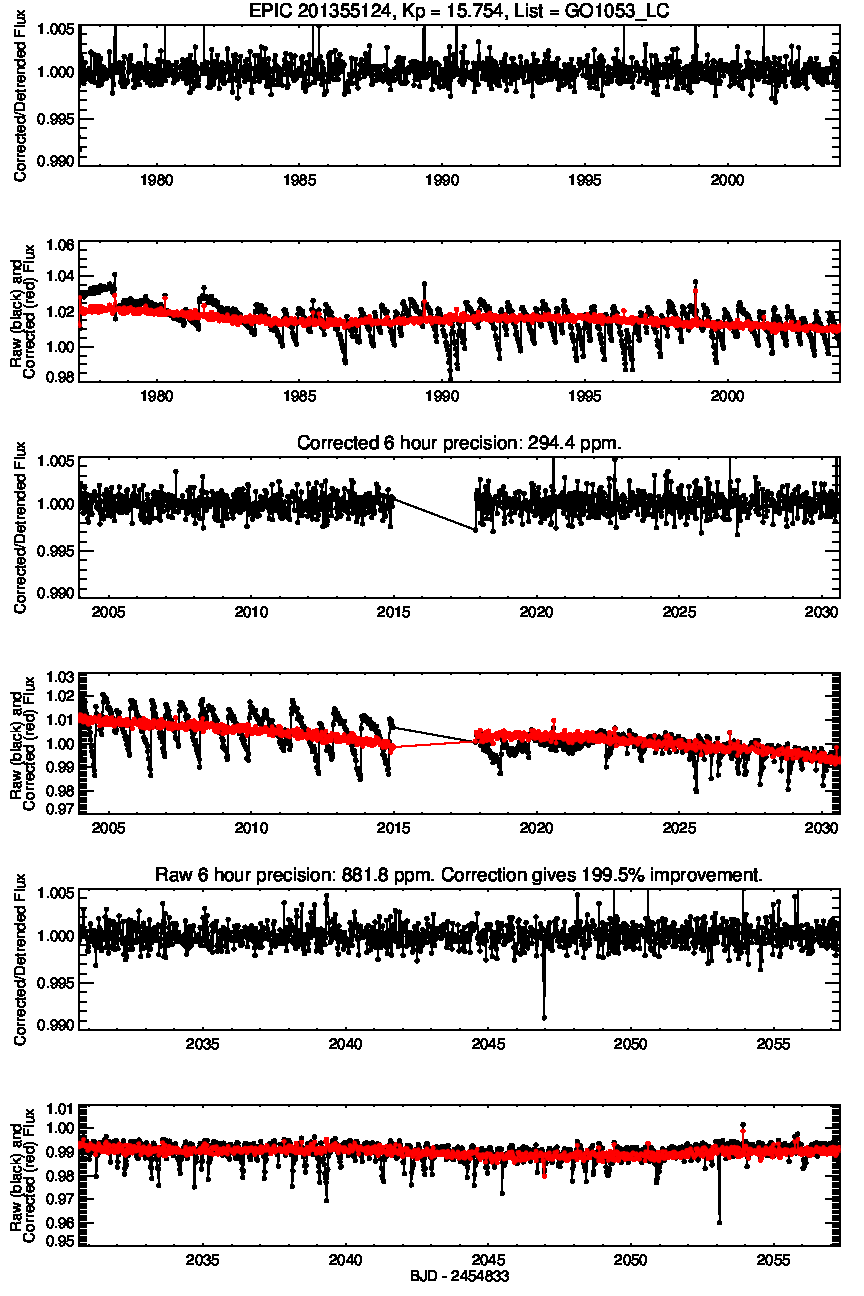 EPIC 201355124, Kp = 15.754, List = GO1053_LC
Corrected/Detrended Flux
1.005
1.000
0.995
0.990
1980 1985 1990 1995 2000
Raw (black) and
Corrected (red) Flux
1.06
1.04
1.02
1.00
0.98
1980 1985 1990 1995 2000
Corrected 6 hour precision: 294.4 ppm.
Corrected/Detrended Flux
1.005
1.000
0.995
0.990
2005 2010 2015 2020 2025 2030
Raw (black) and
Corrected (red) Flux
1.03
1.02
1.01
1.00
0.99
0.98
0.97
2005 2010 2015 2020 2025 2030
Raw 6 hour precision: 881.8 ppm. Correction gives 199.5% improvement.
Corrected/Detrended Flux
1.005
1.000
0.995
0.990
2035 2040 2045 2050 2055
Raw (black) and
Corrected (red) Flux
1.01
1.00
0.99
0.98
0.97
0.96
0.95
2035 2040 2045 2050 2055
BJD - 2454833